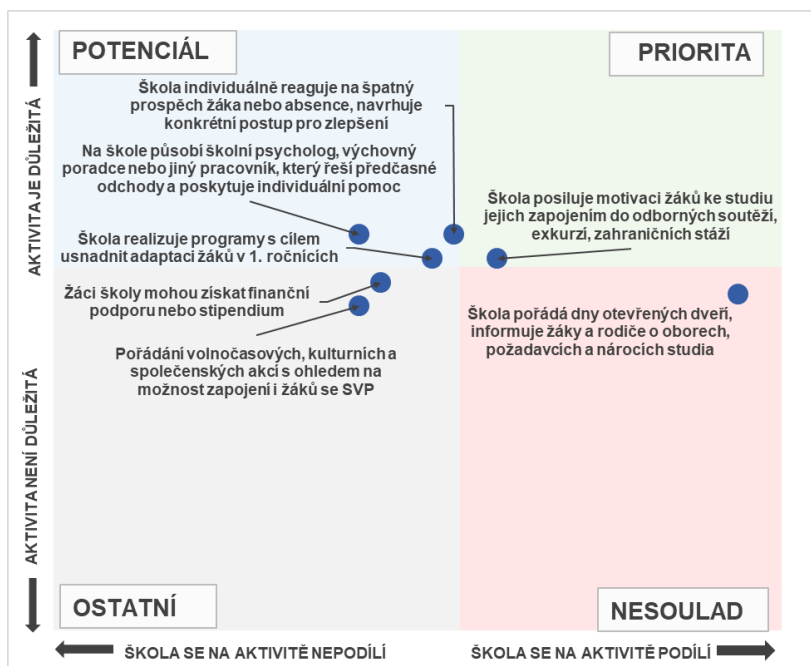 POTENCIÁL
PRIORITA
Škola individuálně reaguje na špatný
prospěch žáka nebo absence, navrhuje
konkrétní postup pro zlepšení
Na škole působí školní psycholog, výchovný
poradce nebo jiný pracovník, který řeší předčasné
odchody a poskytuje individuální pomoc
Škola posiluje motivaci žáků ke studiu
jejich zapojením do odborných soutěží,
exkurzí, zahraničních stáží
Škola realizuje programy s cílem
usnadnit adaptaci žáků v 1. ročnících
Žáci školy mohou získat finanční
podporu nebo stipendium
Škola pořádá dny otevřených dveří,
informuje žáky a rodiče o oborech,
požadavcích a nárocích studia
Pořádání volnočasových, kulturních a
společenských akcí s ohledem na
možnost zapojení i žáků se SVP
OSTATNÍ
NESOULAD
AKTIVITA JE DŮLEŽITÁ
AKTIVITA NENÍ DŮLEŽITÁ
ŠKOLA SE NA AKTIVITĚ NEPODÍLÍ
ŠKOLA SE NA AKTIVITĚ PODÍLÍ